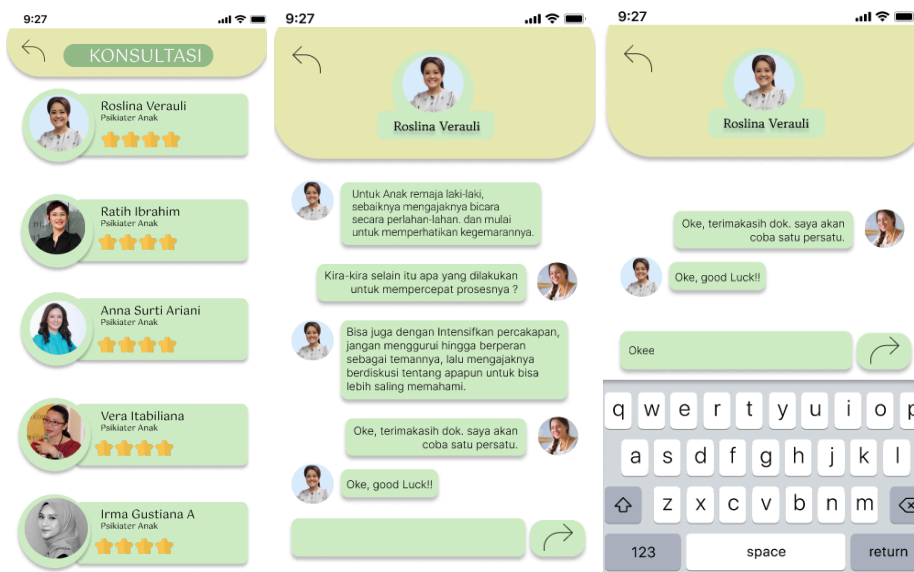 9:27
KONSULTASI
Roslina Verauli
Psikiater Anak
Ratih Ibrahim
Psikiater Anak
Anna Surti Ariani
Psikiater Anak
Vera Itabiliana
Psikiater Anak
Irma Gustiana A
Psikiater Anak
9:27
Roslina Verauli
Untuk Anak remaja laki-laki,
sebaiknya mengajaknya bicara
secara perlahan-lahan. dan mulai
untuk memperhatikan kegemarannya.
Kira-kira selain itu apa yang dilakukan
untuk mempercepat prosesnya ?
Bisa juga dengan Intensifkan percakapan,
jangan menggurui hingga berperan
sebagai temannya, lalu mengajaknya
berdiskusi tentang apapun untuk bisa
lebih saling memahami.
Oke, terimakasih dok. saya akan
coba satu persatu.
Oke, good Luck!!
9:27
Roslina Verauli
Oke, terimakasih dok. saya akan
coba satu persatu.
Oke, good Luck!!
Okee
q w e r t y u i o p
a s d f g h j k l
z x c v b n m
123 space return